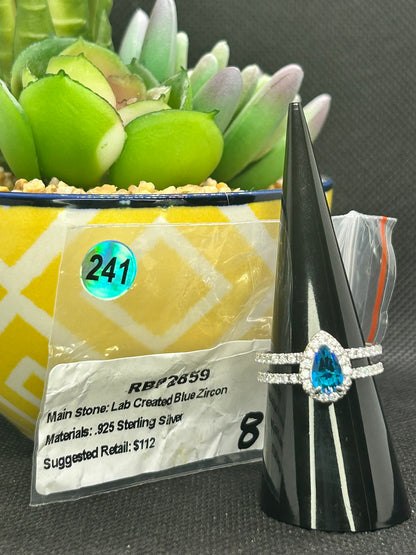 241
RBP2659
Main Stone: Lab Created Blue Zircon
Materials: .925 Sterling Silver
Suggested Retail: $112
8